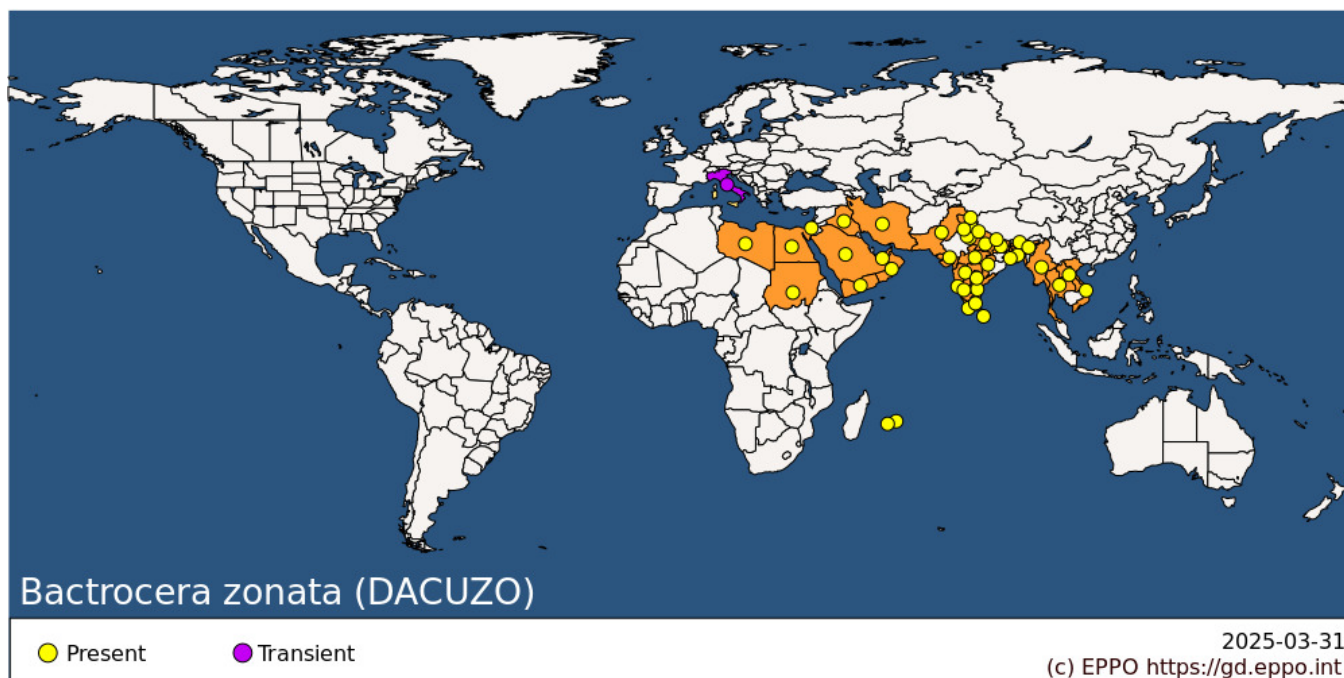 Bactrocera zonata (DACUZO)
Present
Transient
2025-03-31
(c) EPPO https://gd.eppo.int